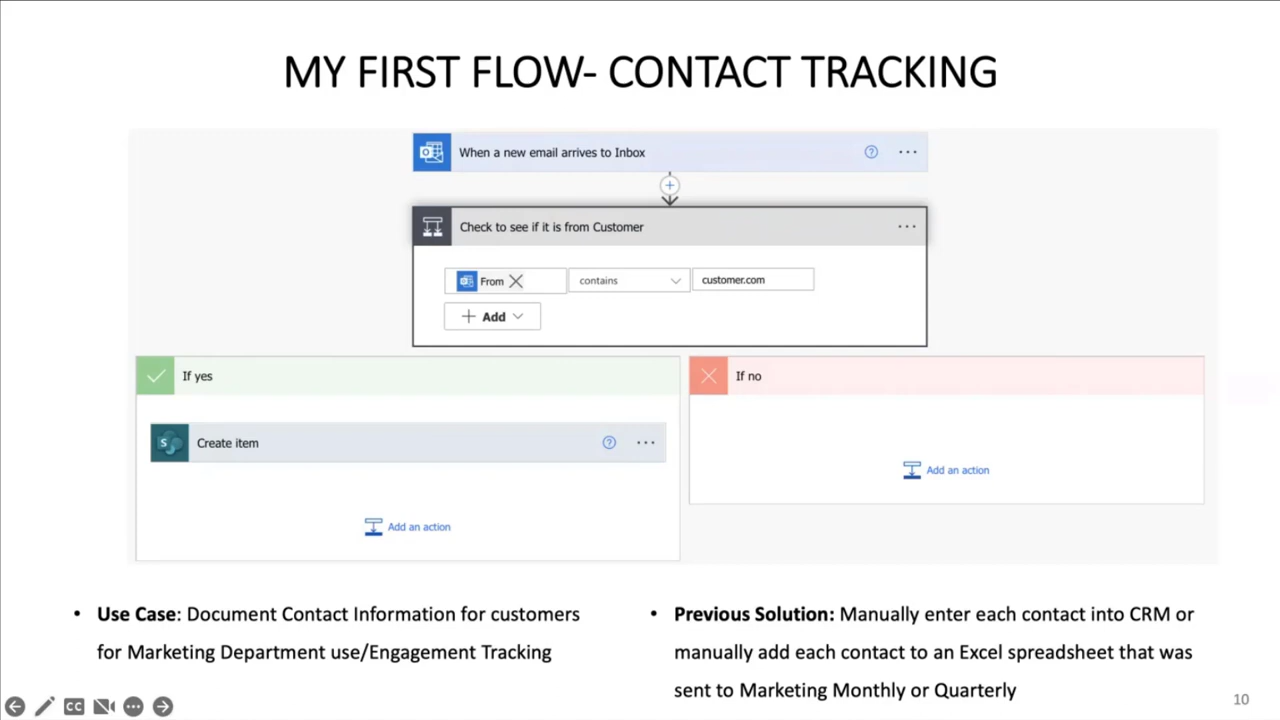 MY FIRST FLOW- CONTACT TRACKING
When a new email arrives to Inbox
Check to see if it is from Customer
From contains customer.com
Add
If yes
If no
S Create item
Add an action
Add an action
• Use Case: Document Contact Information for customers
for Marketing Department use/Engagement Tracking
• Previous Solution: Manually enter each contact into CRM or
manually add each contact to an Excel spreadsheet that was
sent to Marketing Monthly or Quarterly
CC
10